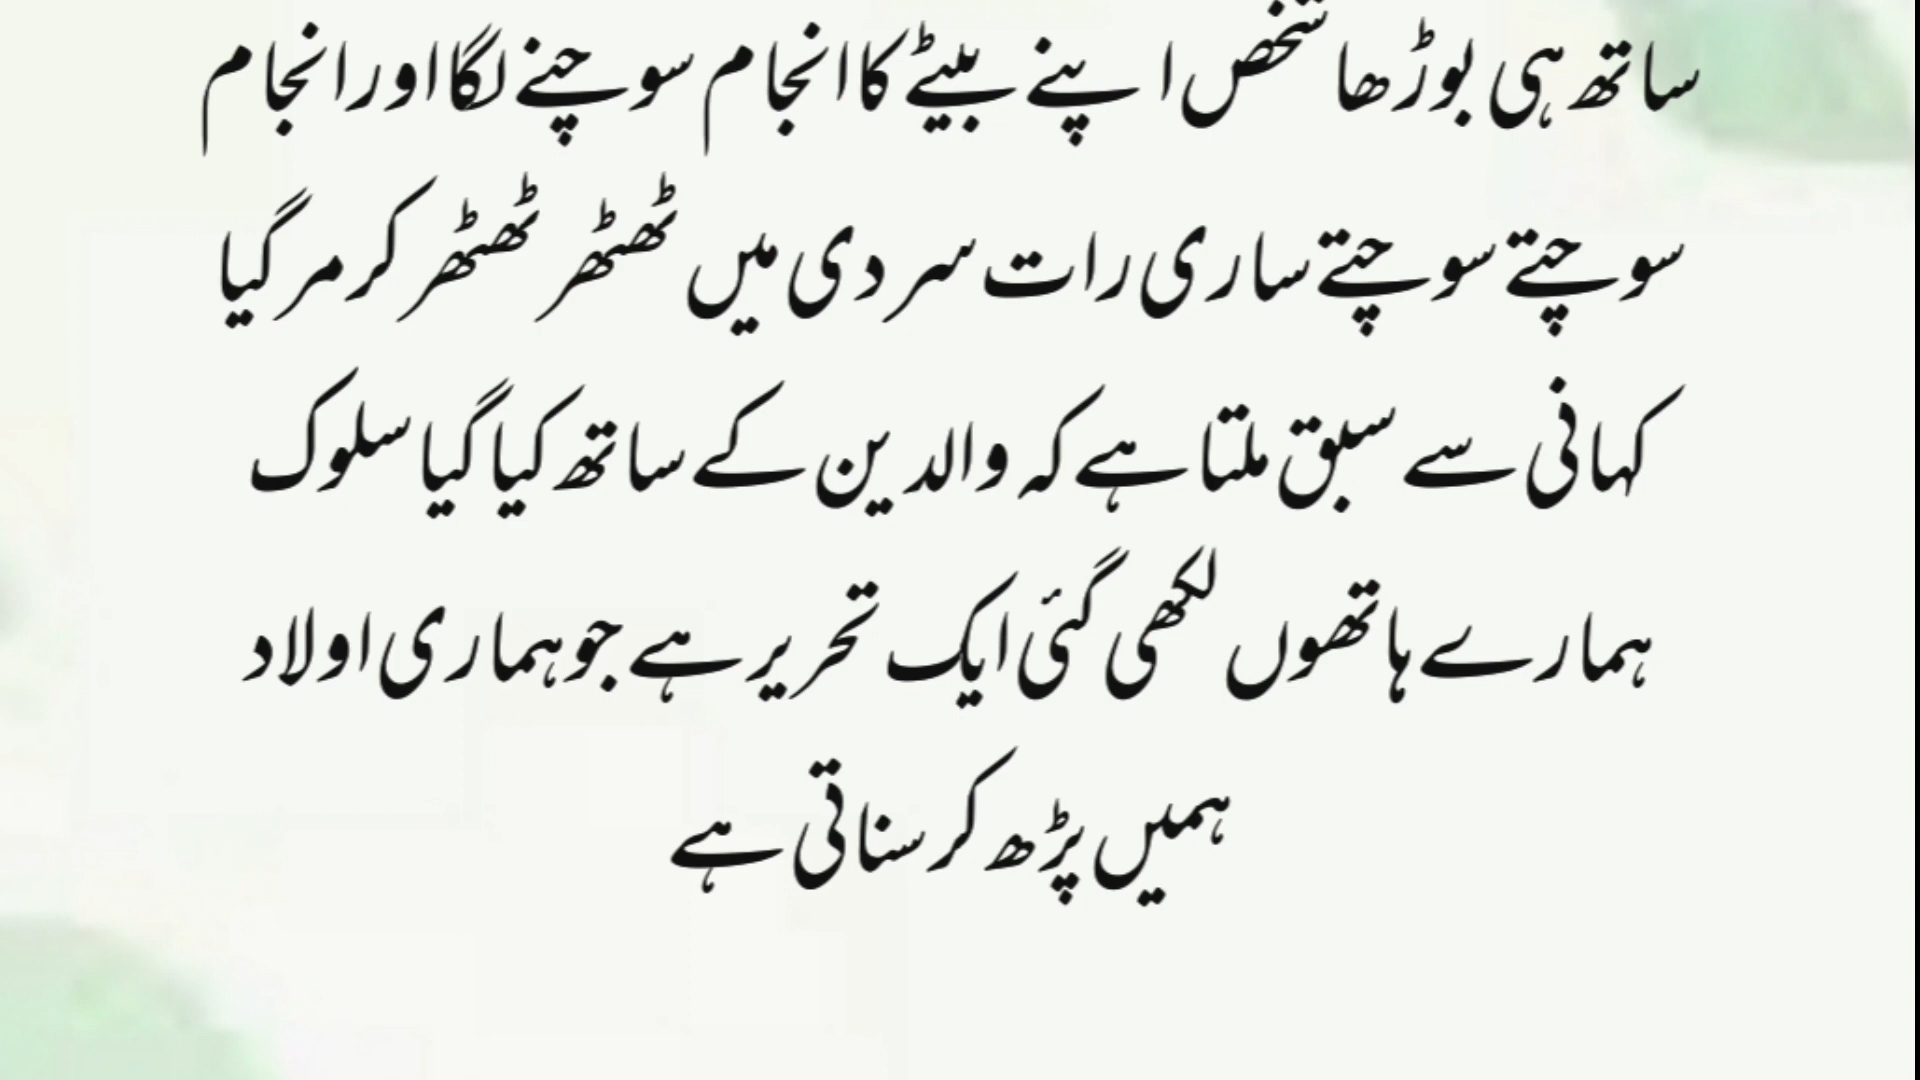 ساتھ ہی بوڑھا شخص اپنے بیٹے کا انجام سوچنے لگا اور انجام
سوچتے سوچتے ساری رات سردی میں ٹھٹھر ٹھٹھر کر مر گیا
کہانی سے سبق ملتا ہے کہ والدین کے ساتھ کیا گیا سلوک
ہمارے ہاتھوں لکھی گئی ایک تحریر ہے جو ہماری اولاد
ہمیں پڑھ کر سناتی ہے